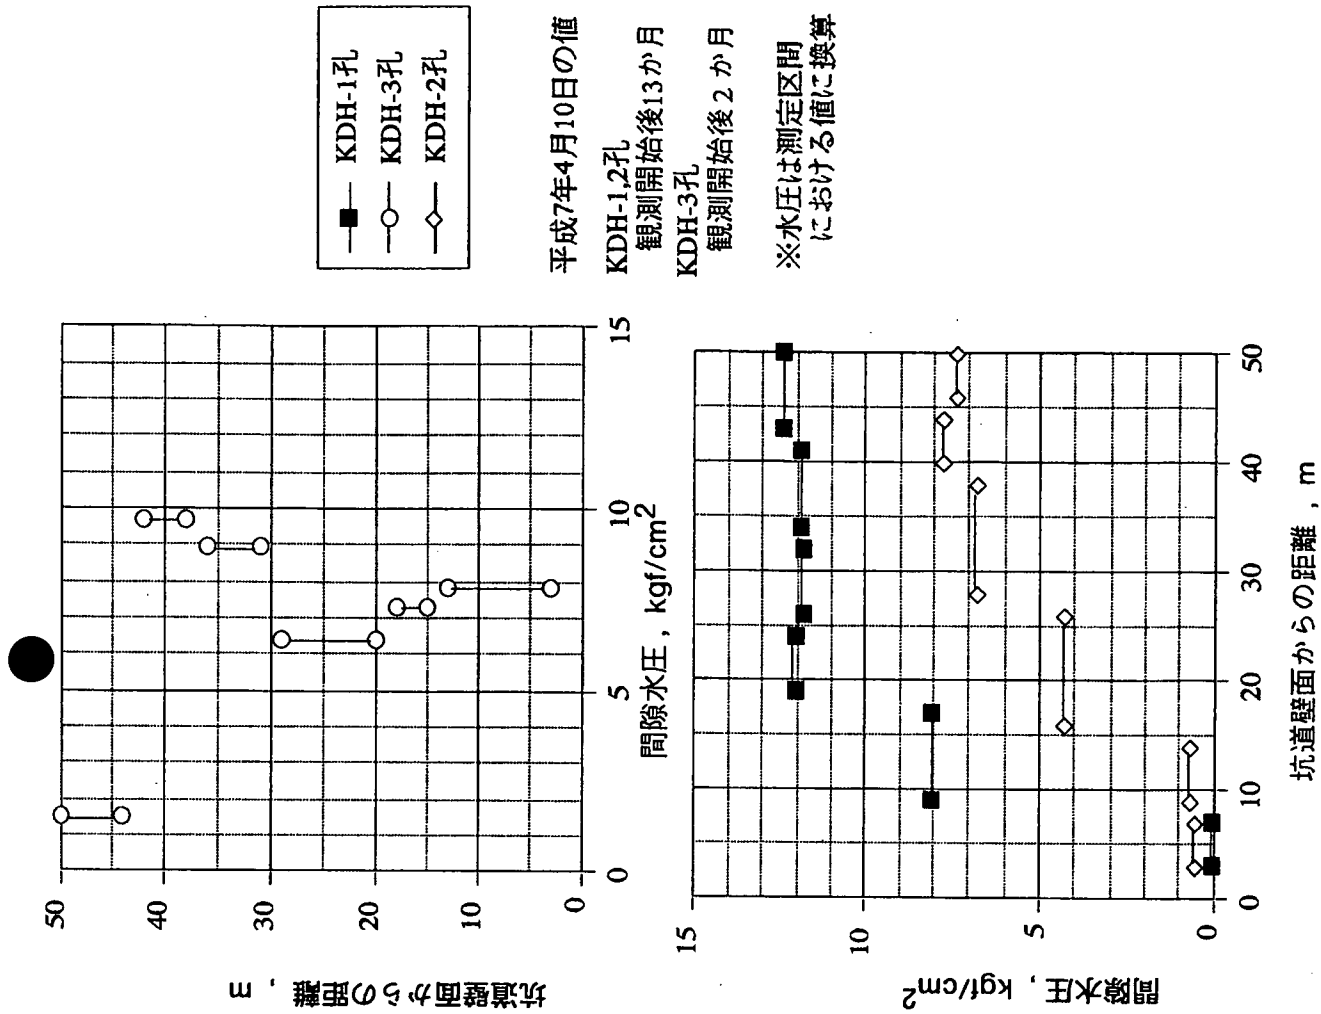 KDH-1孔
KDH-3孔
KDH-2孔
平成7年4月10日の値
KDH-1,2孔
観測開始後13か月
KDH-3孔
観測開始後2か月
※水圧は測定区間
における値に換算
坑道壁面からの距離, m
50
40
30
20
10
0
0
5
10
15
間隙水圧, kgf/cm²
間隙水圧, kgf/cm²
15
10
5
0
0
10
20
30
40
50
坑道壁面からの距離, m